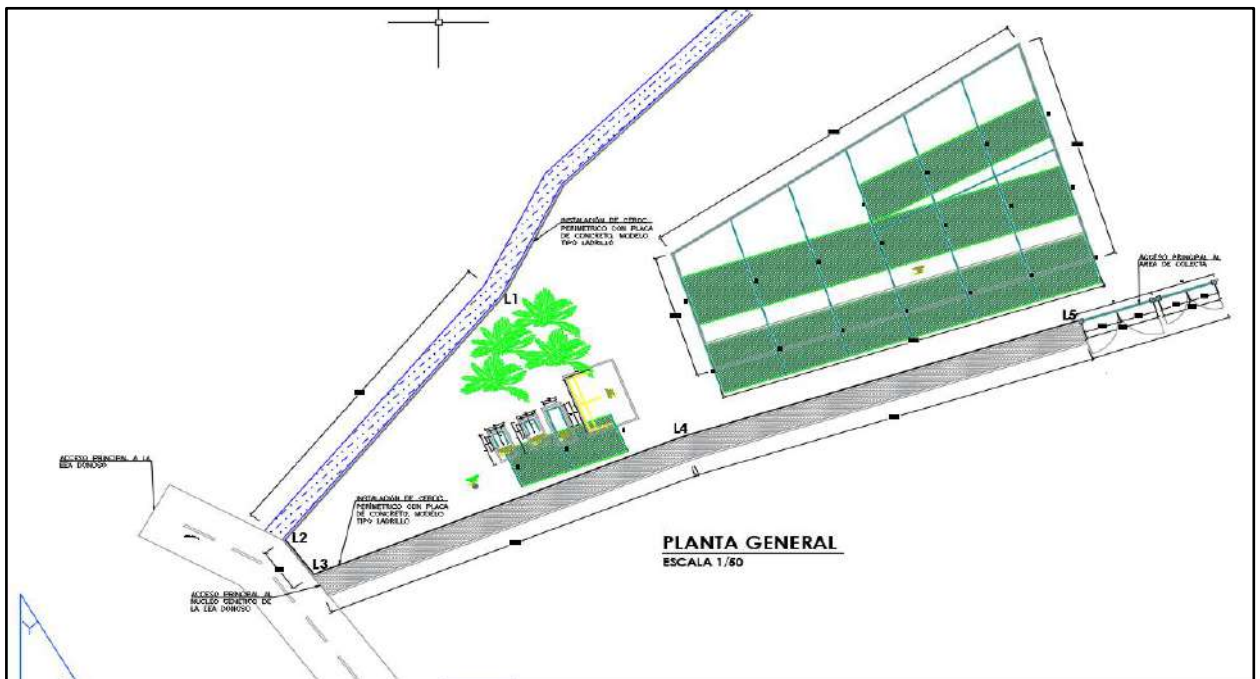 INSTALACIÓN DE CERCO
PERIMETRICO CON PLACA
DE CONCRETO, MODELO
TIPO LADRILLO
ACCESO PRINCIPAL AL
AREA DE COLECTA
L1
L5
L4
ACCESO PRINCIPAL A LA
EEA DONOSO
INSTALACIÓN DE CERCO
PERIMETRICO CON PLACA
DE CONCRETO, MODELO
TIPO LADRILLO
L2
L3
PLANTA GENERAL
ESCALA 1/50
ACCESO PRINCIPAL AL
NUCLEO GENETICO DE
LA EEA DONOSO
Y